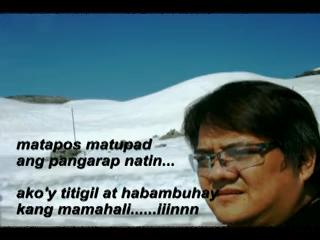 matapos matupad
ang pangarap natin...
ako'y titigil at habambuhay
kang mamahali......iiinnn